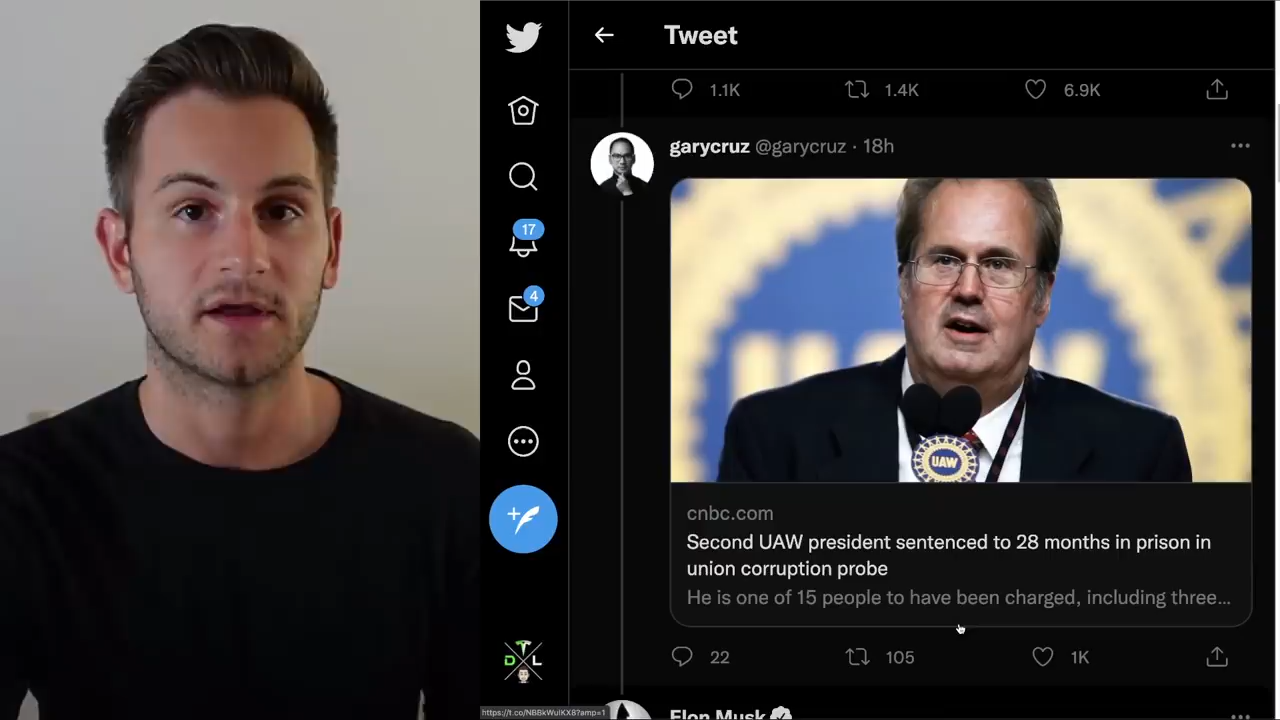 Tweet
1.1K
1.4K
6.9K
garycruz @garycruz · 18h
17
4
UAW
UAW
cnbc.com
Second UAW president sentenced to 28 months in prison in
union corruption probe
He is one of 15 people to have been charged, including three...
22
105
1K
D L
Elon Musk